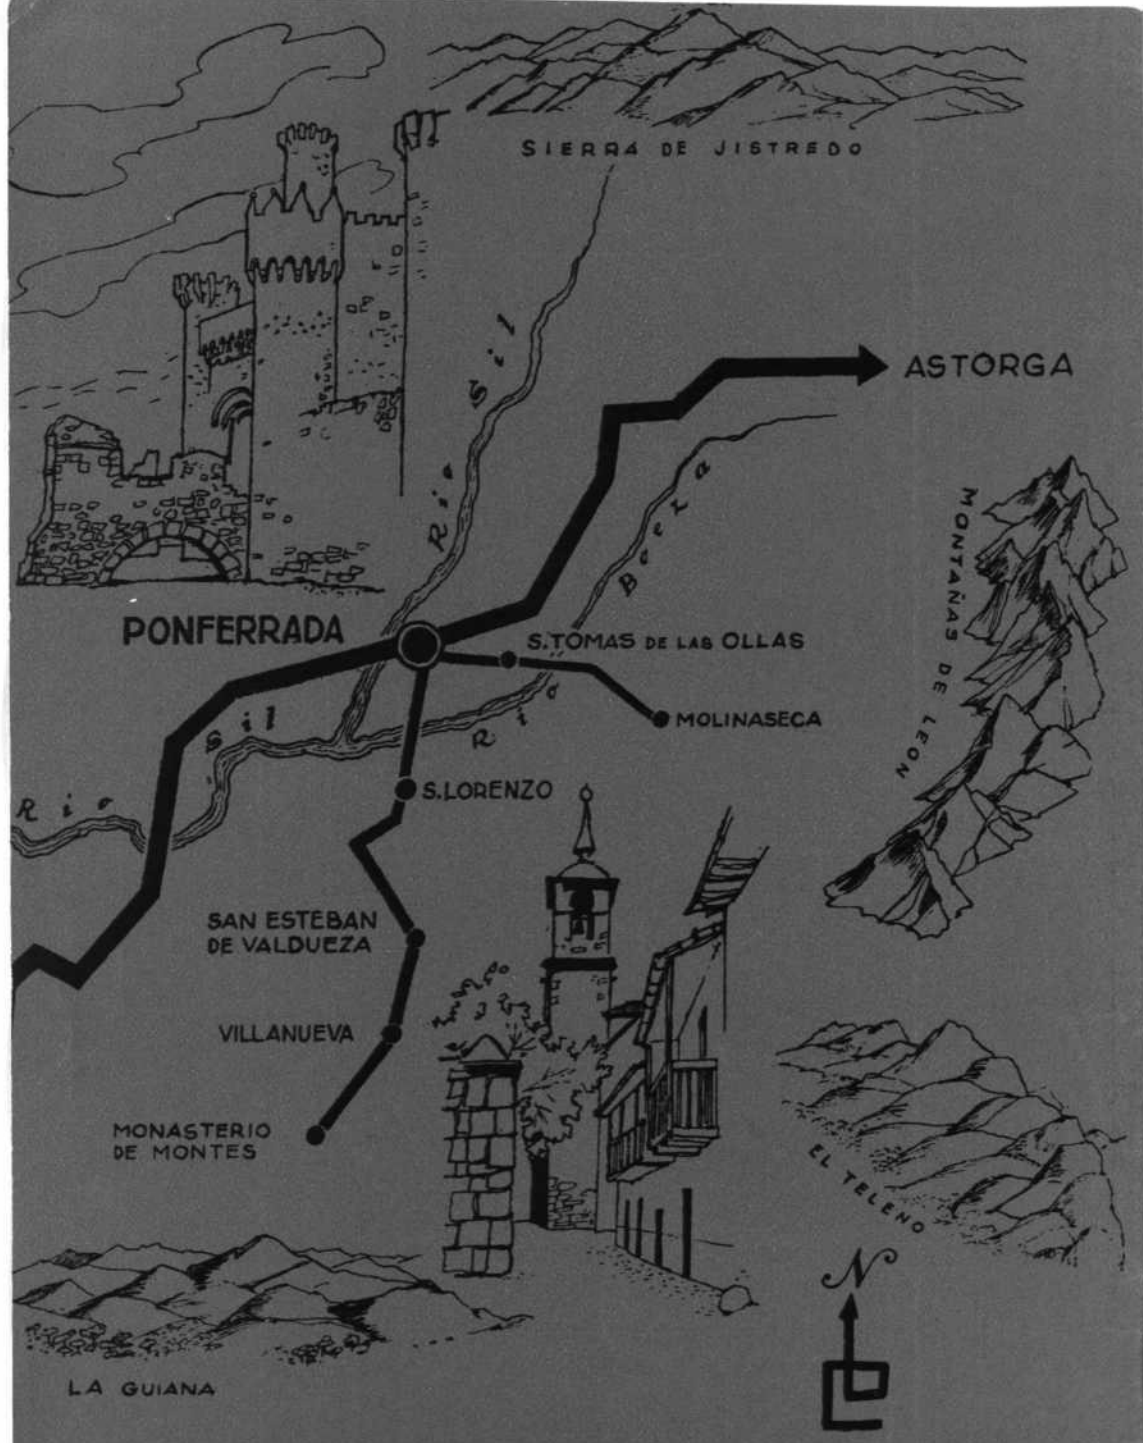 SIERRA DE JISTREDO
Rio Sil
ASTORGA
Rio Boeza
MONTAÑAS DE LEON
PONFERRADA
S. TOMAS DE LAS OLLAS
MOLINASECA
Rio Sil
S. LORENZO
SAN ESTEBAN
DE VALDUEZA
VILLANUEVA
MONASTERIO
DE MONTES
EL TELENO
N
LA GUIANA